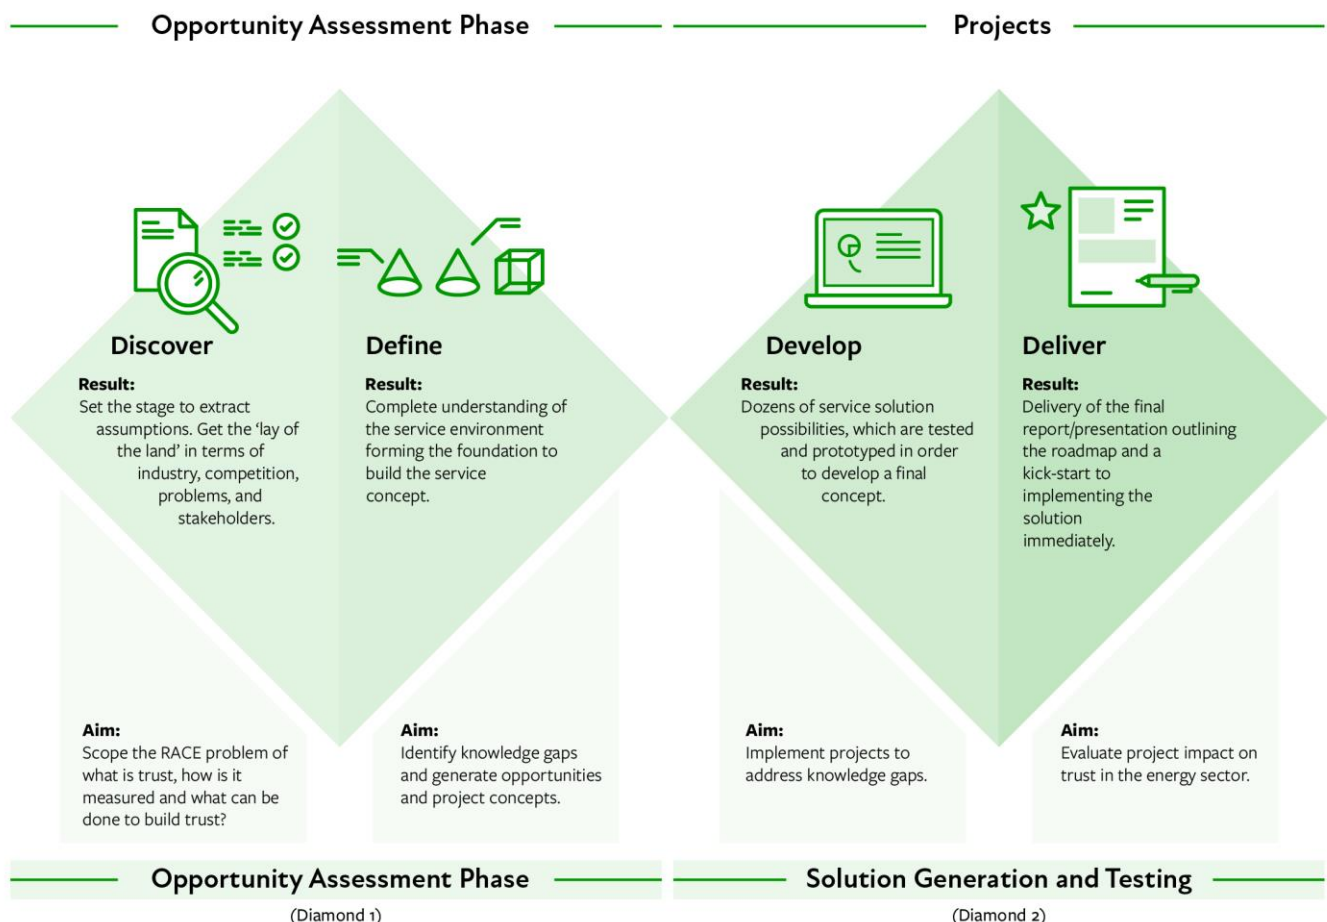 Opportunity Assessment Phase
Projects
Discover
Result:
Set the stage to extract
assumptions. Get the ‘lay of
the land’ in terms of
industry, competition,
problems, and
stakeholders.
Define
Result:
Complete understanding of
the service environment
forming the foundation to
build the service
concept.
Develop
Result:
Dozens of service solution
possibilities, which are tested
and prototyped in order
to develop a final
concept.
Deliver
Result:
Delivery of the final
report/presentation outlining
the roadmap and a
kick-start to
implementing the
solution
immediately.
Aim:
Scope the RACE problem of
what is trust, how is it
measured and what can be
done to build trust?
Aim:
Identify knowledge gaps
and generate opportunities
and project concepts.
Aim:
Implement projects to
address knowledge gaps.
Aim:
Evaluate project impact on
trust in the energy sector.
Opportunity Assessment Phase
(Diamond 1)
Solution Generation and Testing
(Diamond 2)